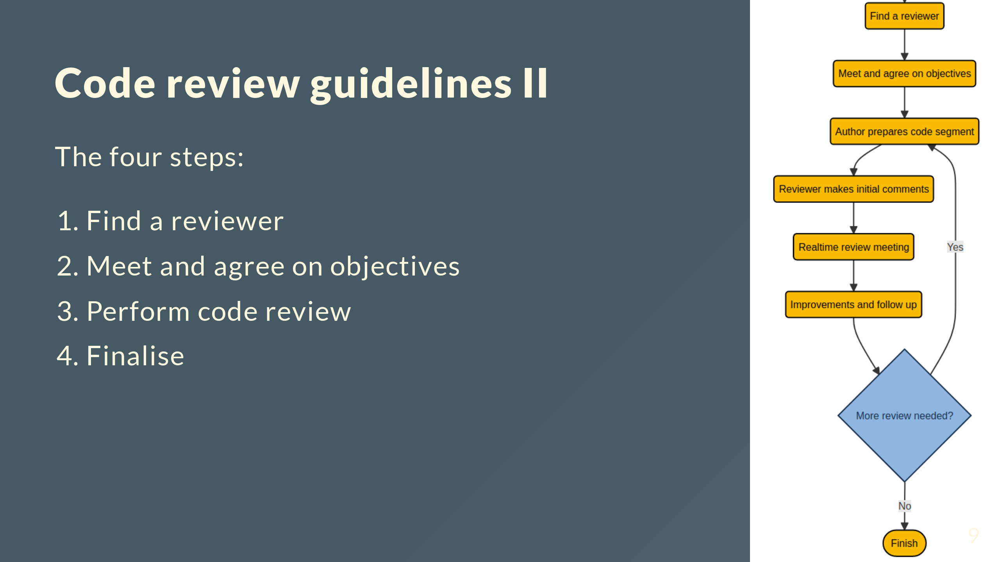 Code review guidelines II
The four steps:
1. Find a reviewer
2. Meet and agree on objectives
3. Perform code review
4. Finalise
Find a reviewer
Meet and agree on objectives
Author prepares code segment
Reviewer makes initial comments
Realtime review meeting
Yes
Improvements and follow up
More review needed?
No
Finish
9